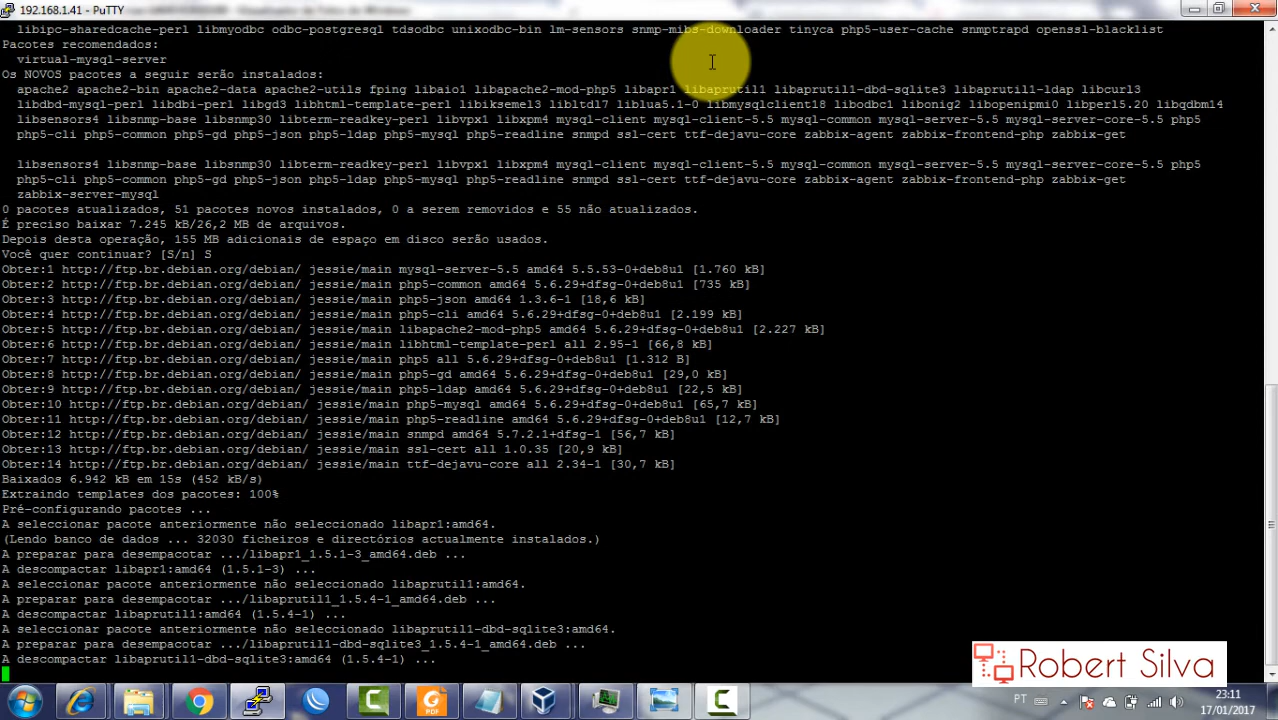 192.168.1.41 - PuTTY
libipc-sharedcache-perl libmyodbc odbc-postgresql tdsodbc unixodbc-bin lm-sensors snmp-mibs-downloader tinyca php5-user-cache snmptrapd openssl-blacklist
Pacotes recomendados:
virtual-mysql-server
Os NOVOS pacotes a seguir serão instalados:
apache2 apache2-bin apache2-data apache2-utils fping libaio1 libapache2-mod-php5 libapr1 libaprutil1 libaprutil1-dbd-sqlite3 libaprutil1-ldap libcurl3
libdbd-mysql-perl libdbi-perl libgd3 libhtml-template-perl libiksemel3 libltdl7 liblua5.1-0 libmysqlclient18 libodbc1 libonig2 libopenipmi0 libperl5.20 libqdbm14
libsensors4 libsnmp-base libsnmp30 libterm-readkey-perl libvpx1 libxpm4 mysql-client mysql-client-5.5 mysql-common mysql-server-5.5 mysql-server-core-5.5 php5
php5-cli php5-common php5-gd php5-json php5-ldap php5-mysql php5-readline snmpd ssl-cert ttf-dejavu-core zabbix-agent zabbix-frontend-php zabbix-get
libsensors4 libsnmp-base libsnmp30 libterm-readkey-perl libvpx1 libxpm4 mysql-client mysql-client-5.5 mysql-common mysql-server-5.5 mysql-server-core-5.5 php5
php5-cli php5-common php5-gd php5-json php5-ldap php5-mysql php5-readline snmpd ssl-cert ttf-dejavu-core zabbix-agent zabbix-frontend-php zabbix-get
zabbix-server-mysql
0 pacotes atualizados, 51 pacotes novos instalados, 0 a serem removidos e 55 não atualizados.
É preciso baixar 7.245 kB/26,2 MB de arquivos.
Depois desta operação, 155 MB adicionais de espaço em disco serão usados.
Você quer continuar? [S/n] S
Obter:1 http://ftp.br.debian.org/debian/ jessie/main mysql-server-5.5 amd64 5.5.53-0+deb8u1 [1.760 kB]
Obter:2 http://ftp.br.debian.org/debian/ jessie/main php5-common amd64 5.6.29+dfsg-0+deb8u1 [735 kB]
Obter:3 http://ftp.br.debian.org/debian/ jessie/main php5-json amd64 1.3.6-1 [18,6 kB]
Obter:4 http://ftp.br.debian.org/debian/ jessie/main php5-cli amd64 5.6.29+dfsg-0+deb8u1 [2.199 kB]
Obter:5 http://ftp.br.debian.org/debian/ jessie/main libapache2-mod-php5 amd64 5.6.29+dfsg-0+deb8u1 [2.227 kB]
Obter:6 http://ftp.br.debian.org/debian/ jessie/main libhtml-template-perl all 2.95-1 [66,8 kB]
Obter:7 http://ftp.br.debian.org/debian/ jessie/main php5 all 5.6.29+dfsg-0+deb8u1 [1.312 B]
Obter:8 http://ftp.br.debian.org/debian/ jessie/main php5-gd amd64 5.6.29+dfsg-0+deb8u1 [29,0 kB]
Obter:9 http://ftp.br.debian.org/debian/ jessie/main php5-ldap amd64 5.6.29+dfsg-0+deb8u1 [22,5 kB]
Obter:10 http://ftp.br.debian.org/debian/ jessie/main php5-mysql amd64 5.6.29+dfsg-0+deb8u1 [65,7 kB]
Obter:11 http://ftp.br.debian.org/debian/ jessie/main php5-readline amd64 5.6.29+dfsg-0+deb8u1 [12,7 kB]
Obter:12 http://ftp.br.debian.org/debian/ jessie/main snmpd amd64 5.7.2.1+dfsg-1 [56,7 kB]
Obter:13 http://ftp.br.debian.org/debian/ jessie/main ssl-cert all 1.0.35 [20,9 kB]
Obter:14 http://ftp.br.debian.org/debian/ jessie/main ttf-dejavu-core all 2.34-1 [30,7 kB]
Baixados 6.942 kB em 15s (452 kB/s)
Extraindo templates dos pacotes: 100%
Pré-configurando pacotes ...
A seleccionar pacote anteriormente não seleccionado libapr1:amd64.
(Lendo banco de dados ... 32030 ficheiros e directórios actualmente instalados.)
A preparar para desempacotar .../libapr1_1.5.1-3_amd64.deb ...
A descompactar libapr1:amd64 (1.5.1-3) ...
A seleccionar pacote anteriormente não seleccionado libaprutil1:amd64.
A preparar para desempacotar .../libaprutil1_1.5.4-1_amd64.deb ...
A descompactar libaprutil1:amd64 (1.5.4-1) ...
A seleccionar pacote anteriormente não seleccionado libaprutil1-dbd-sqlite3:amd64.
A preparar para desempacotar .../libaprutil1-dbd-sqlite3_1.5.4-1_amd64.deb ...
A descompactar libaprutil1-dbd-sqlite3:amd64 (1.5.4-1) ...
Robert Silva
PDF
PT
23:11
17/01/2017